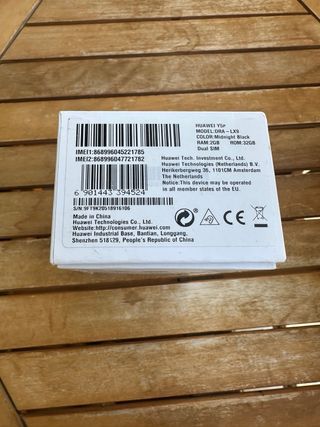 HUAWEI Y5P
MODEL:DRA-LX9
COLOR:Midnight Black
RAM:2GB ROM:32GB
Dual SIM
IMEI1:868996045221785
IMEI2:868996047721782
Huawei Tech. Investment Co., Ltd.
Huawei Technologies (Netherlands) B.V.
Herikerbergweg 36, 1101CM Amsterdam
The Netherlands
Notice:This device may be operated in
all member states of the EU.
6 901443 394524
S/N:9FT9K20518916106
Made in China
Huawei Technologies Co., Ltd.
Website:http://consumer.huawei.com
Huawei Industrial Base, Bantian, Longgang,
Shenzhen 518129, People's Republic of China
CE